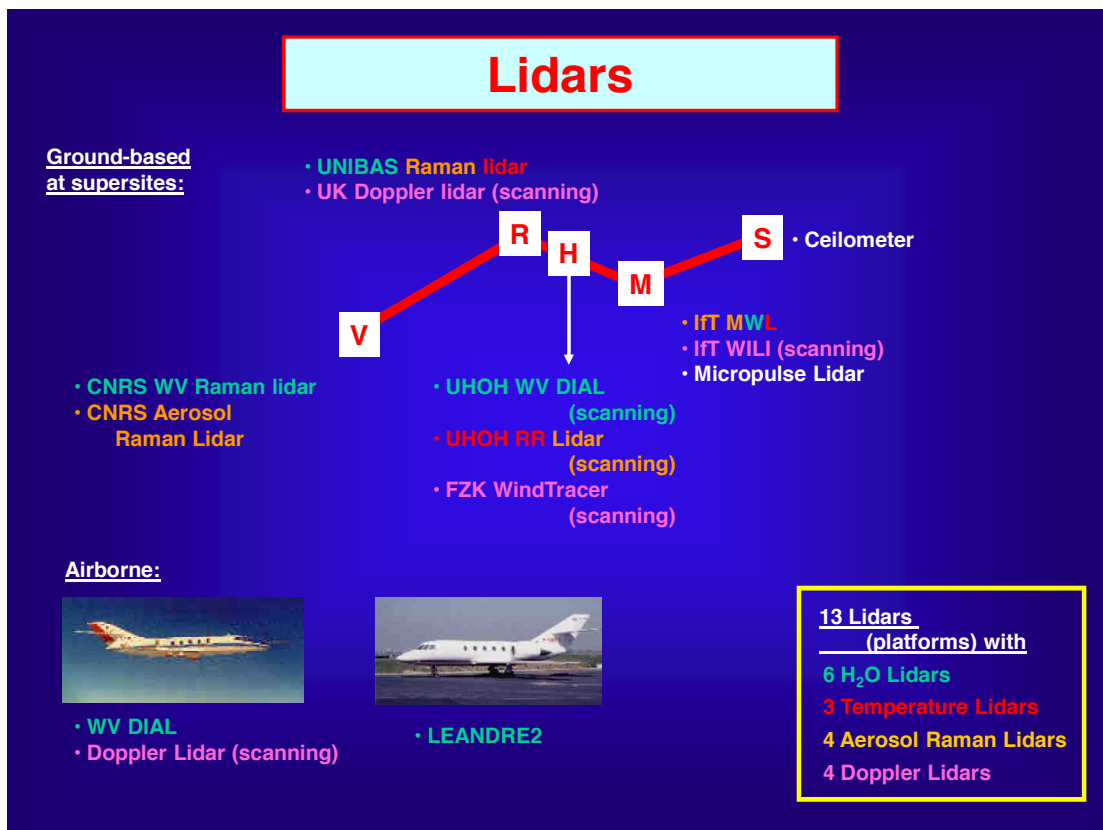 Lidars
Ground-based
at supersites:
• UNIBAS Raman lidar
• UK Doppler lidar (scanning)
R
H
S
• Ceilometer
M
V
• IfT MWL
• IfT WILI (scanning)
• Micropulse Lidar
• CNRS WV Raman lidar
• CNRS Aerosol
Raman Lidar
• UHOH WV DIAL
(scanning)
• UHOH RR Lidar
(scanning)
• FZK WindTracer
(scanning)
Airborne:
• WV DIAL
• Doppler Lidar (scanning)
• LEANDRE2
13 Lidars
(platforms) with
6 H₂O Lidars
3 Temperature Lidars
4 Aerosol Raman Lidars
4 Doppler Lidars